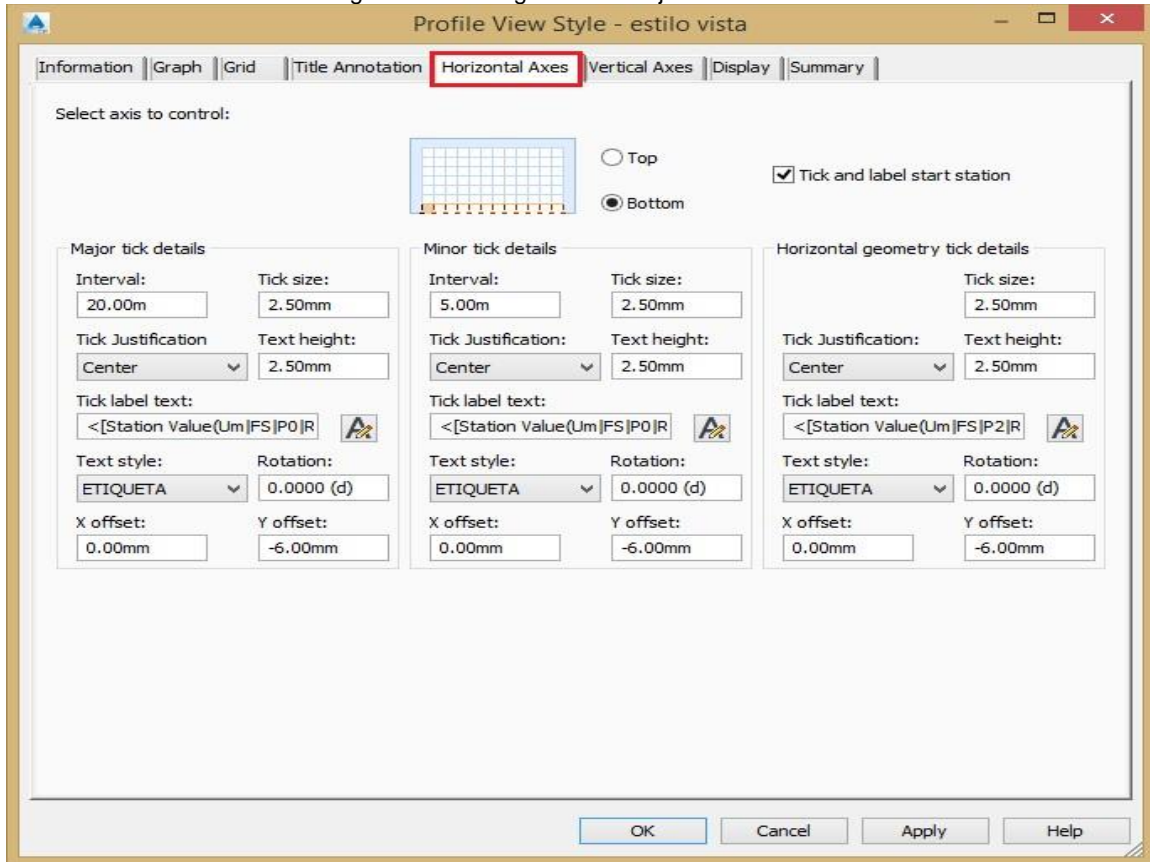 Profile View Style - estilo vista
Information Graph Grid Title Annotation Horizontal Axes Vertical Axes Display Summary
Select axis to control:
Top
Bottom
Tick and label start station
Major tick details
Interval: Tick size:
20.00m 2.50mm
Tick Justification Text height:
Center 2.50mm
Tick label text:
<[Station Value(Um|FS|P0|R
Text style: Rotation:
ETIQUETA 0.0000 (d)
X offset: Y offset:
0.00mm -6.00mm
Minor tick details
Interval: Tick size:
5.00m 2.50mm
Tick Justification: Text height:
Center 2.50mm
Tick label text:
<[Station Value(Um|FS|P0|R
Text style: Rotation:
ETIQUETA 0.0000 (d)
X offset: Y offset:
0.00mm -6.00mm
Horizontal geometry tick details
Tick size:
2.50mm
Tick Justification: Text height:
Center 2.50mm
Tick label text:
<[Station Value(Um|FS|P2|R
Text style: Rotation:
ETIQUETA 0.0000 (d)
X offset: Y offset:
0.00mm -6.00mm
OK Cancel Apply Help